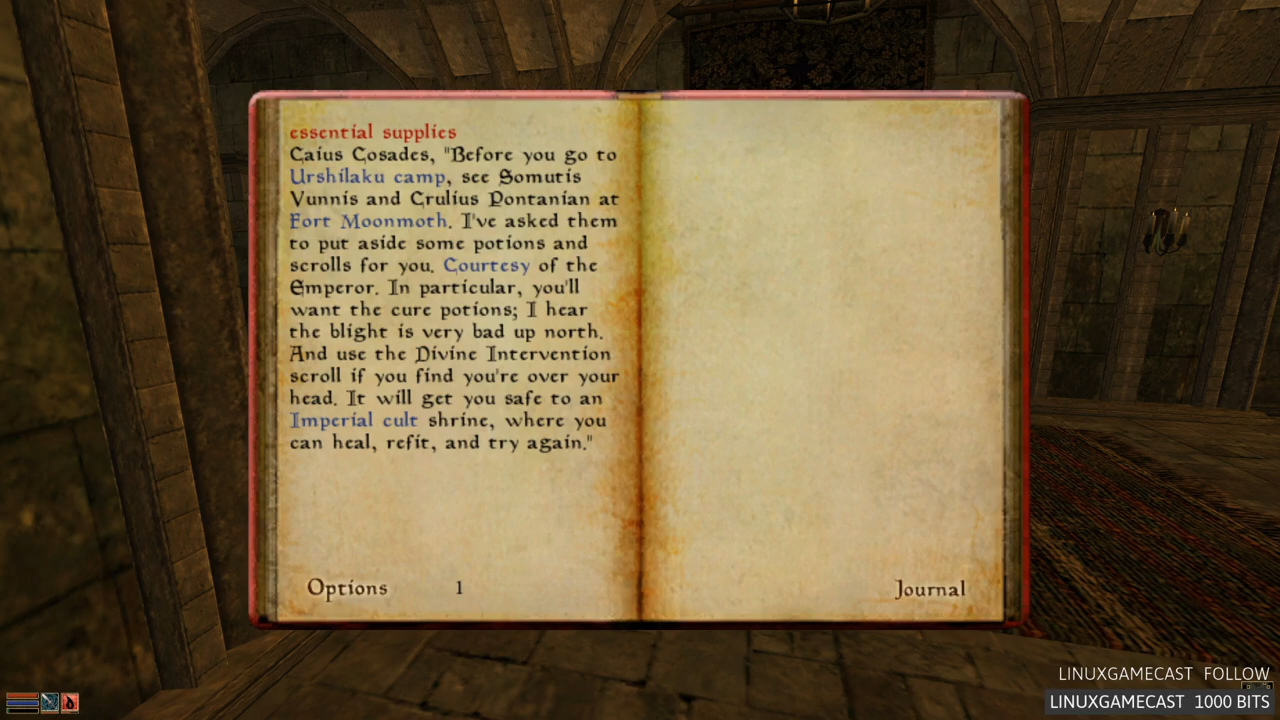 essential supplies
Caius Cosades, "Before you go to
Urshilaku camp, see Somutis
Vunnis and Crulius Pontanian at
Fort Moonmoth. I've asked them
to put aside some potions and
scrolls for you. Courtesy of the
Emperor. In particular, you'll
want the cure potions; I hear
the blight is very bad up north.
And use the Divine Intervention
scroll if you find you're over your
head. It will get you safe to an
Imperial cult shrine, where you
can heal, refit, and try again."
Options 1 Journal
LINUXGAMECAST FOLLOW
LINUXGAMECAST 1000 BITS